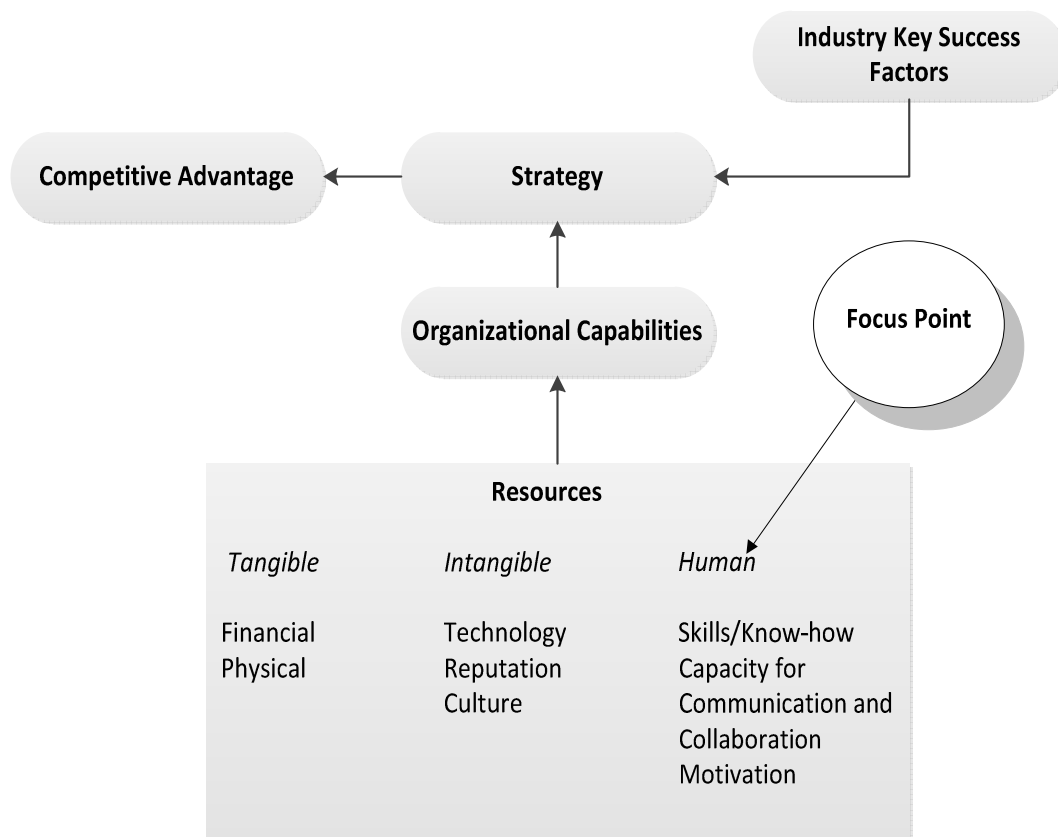 Industry Key Success
Factors
Competitive Advantage
Strategy
Organizational Capabilities
Focus Point
Resources
Tangible
Intangible
Human
Financial
Physical
Technology
Reputation
Culture
Skills/Know-how
Capacity for
Communication and
Collaboration
Motivation